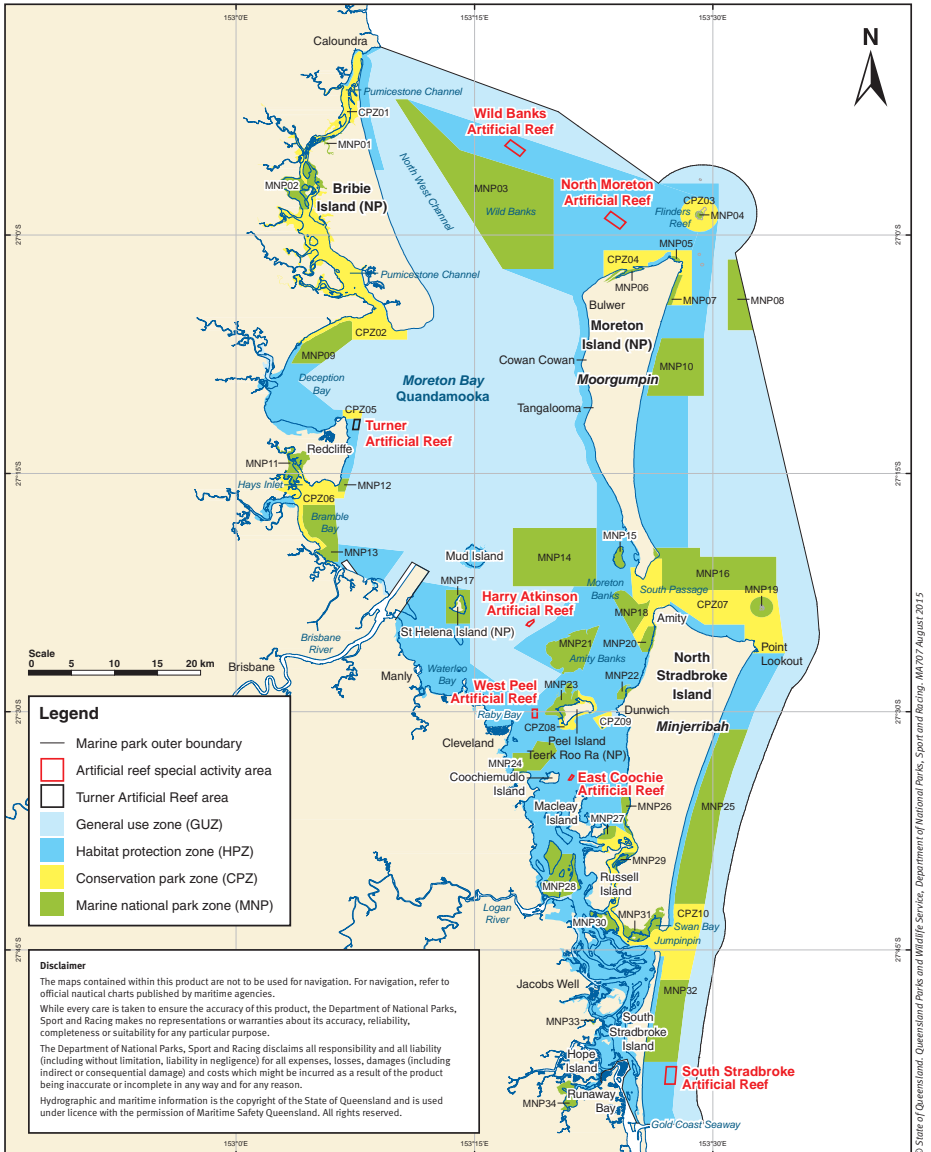 153°0'E
153°15'E
153°30'E
N
Caloundra
Pumicestone Channel
CPZ01
MNP01
MNP02
Bribie
Island (NP)
North West Channel
Wild Banks
Artificial Reef
MNP03
Wild Banks
North Moreton
Artificial Reef
CPZ03
Flinders
Reef
MNP04
27°0'S
27°0'S
MNP05
CPZ04
MNP06
MNP07
MNP08
Pumicestone Channel
Bulwer
Moreton
Island (NP)
CPZ02
MNP09
Cowan Cowan
MNP10
Moorgumpin
Deception
Bay
Moreton Bay
Quandamooka
Tangalooma
CPZ05
Turner
Artificial Reef
Redcliffe
MNP11
27°15'S
27°15'S
Hays Inlet
MNP12
CPZ06
Bramble
Bay
MNP13
Mud Island
MNP14
MNP15
MNP16
MNP17
Moreton
Banks
South Passage
MNP19
CPZ07
Harry Atkinson
Artificial Reef
MNP18
Amity
St Helena Island (NP)
Brisbane
River
MNP21
MNP20
Amity Banks
Point
Lookout
Scale
0 5 10 15 20 km
Brisbane
Manly
Waterloo
Bay
North
Stradbroke
Island
West Peel
Artificial Reef
MNP23
MNP22
Raby Bay
Dunwich
27°30'S
27°30'S
CPZ08
CPZ09
Minjerribah
Cleveland
Peel Island
Teerk Roo Ra (NP)
MNP24
Coochiemudlo
Island
East Coochie
Artificial Reef
Macleay
Island
MNP26
MNP25
MNP27
MNP29
Russell
Island
MNP28
Logan
River
MNP30
MNP31
CPZ10
Swan Bay
Jumpinpin
27°45'S
27°45'S
Jacobs Well
MNP32
MNP33
South
Stradbroke
Island
Hope
Island
South Stradbroke
Artificial Reef
MNP34
Runaway
Bay
Gold Coast Seaway
Legend
Marine park outer boundary
Artificial reef special activity area
Turner Artificial Reef area
General use zone (GUZ)
Habitat protection zone (HPZ)
Conservation park zone (CPZ)
Marine national park zone (MNP)
Disclaimer
The maps contained within this product are not to be used for navigation. For navigation, refer to
official nautical charts published by maritime agencies.
While every care is taken to ensure the accuracy of this product, the Department of National Parks,
Sport and Racing makes no representations or warranties about its accuracy, reliability,
completeness or suitability for any particular purpose.
The Department of National Parks, Sport and Racing disclaims all responsibility and all liability
(including without limitation, liability in negligence) for all expenses, losses, damages (including
indirect or consequential damage) and costs which might be incurred as a result of the product
being inaccurate or incomplete in any way and for any reason.
Hydrographic and maritime information is the copyright of the State of Queensland and is used
under licence with the permission of Maritime Safety Queensland. All rights reserved.
153°0'E
153°15'E
153°30'E
© State of Queensland. Queensland Parks and Wildlife Service, Department of National Parks, Sport and Racing. MA707 August 2015